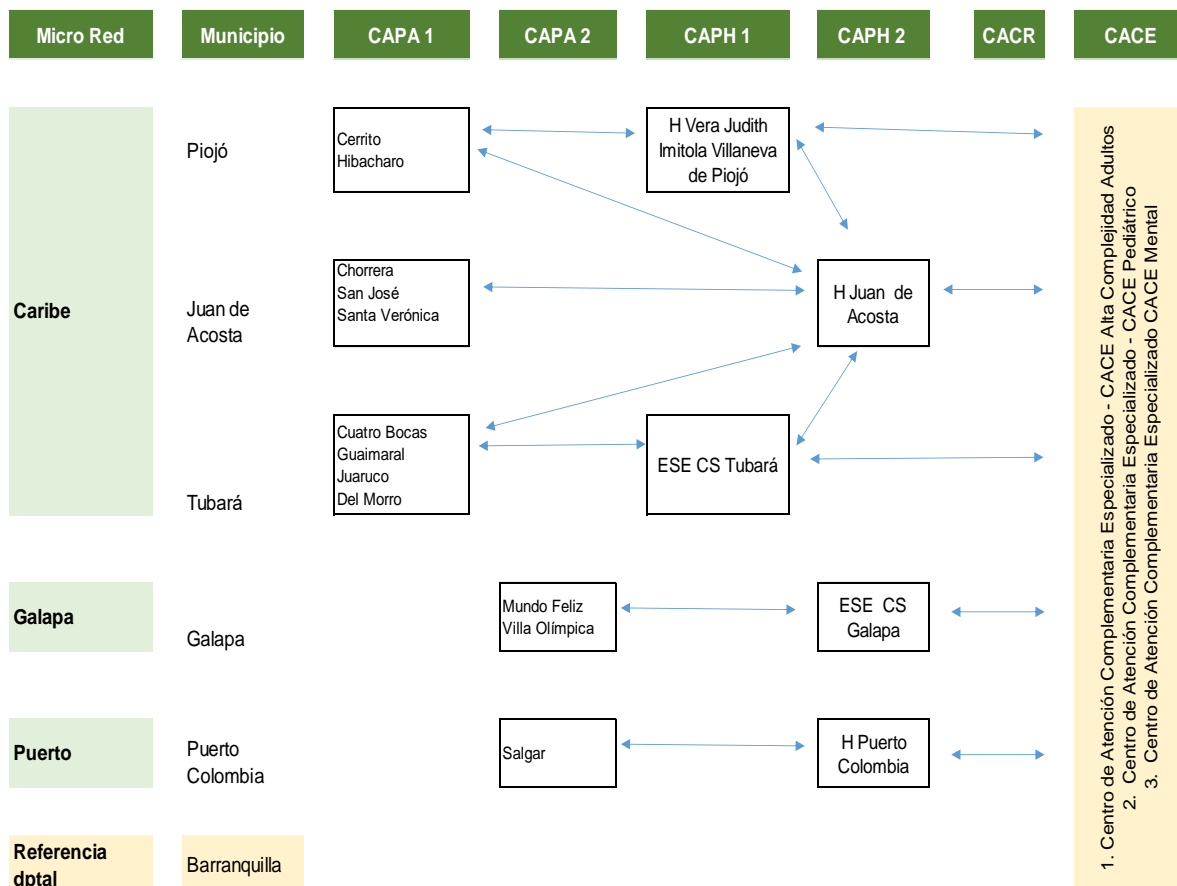 Micro Red
Municipio
CAPA 1
CAPA 2
CAPH 1
CAPH 2
CACR
CACE
Caribe
Piojó
Cerrito
Hibacharo
H Vera Judith
Imitola Villaneva
de Piojó
Juan de
Acosta
Chorrera
San José
Santa Verónica
H Juan de
Acosta
Tubará
Cuatro Bocas
Guaimaral
Juaruco
Del Morro
ESE CS Tubará
Galapa
Galapa
Mundo Feliz
Villa Olímpica
ESE CS
Galapa
Puerto
Puerto
Colombia
Salgar
H Puerto
Colombia
Referencia
dptal
Barranquilla
1. Centro de Atención Complementaria Especializado - CACE Alta Complejidad Adultos
2. Centro de Atención Complementaria Especializado - CACE Pediátrico
3. Centro de Atención Complementaria Especializado CACE Mental